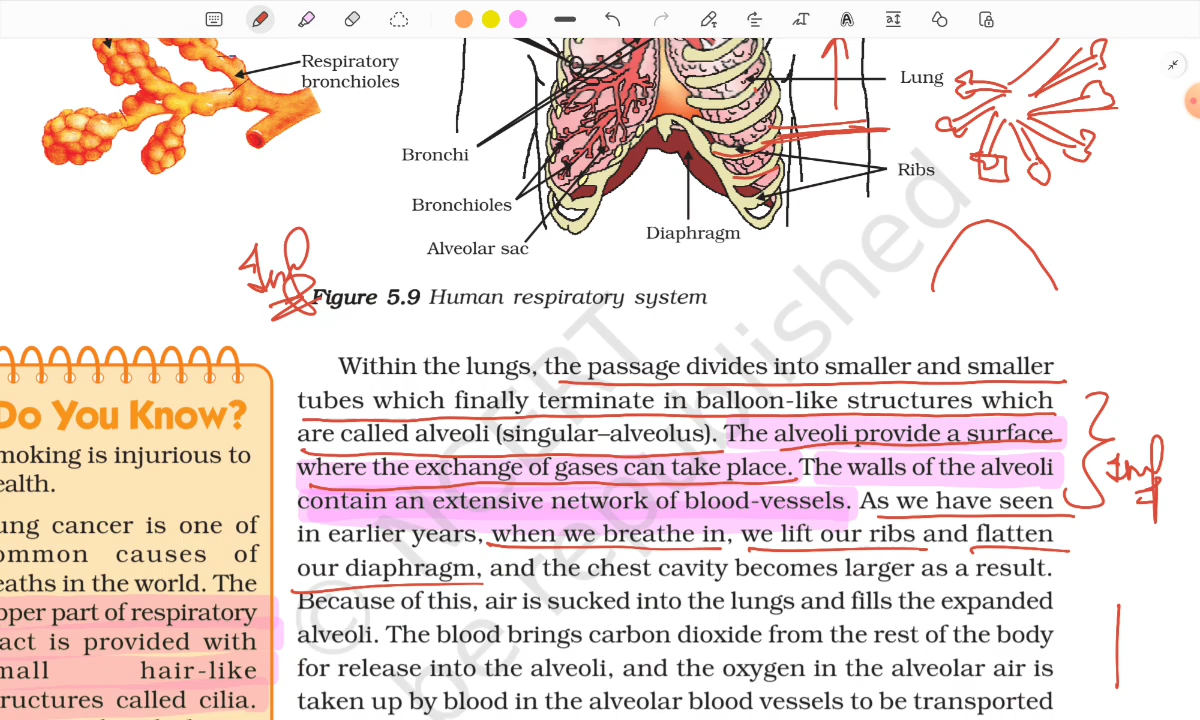 Respiratory
bronchioles
Lung
Bronchi
Ribs
Bronchioles
Diaphragm
Alveolar sac
Imp
Figure 5.9 Human respiratory system
Within the lungs, the passage divides into smaller and smaller
tubes which finally terminate in balloon-like structures which
are called alveoli (singular–alveolus). The alveoli provide a surface
where the exchange of gases can take place. The walls of the alveoli
contain an extensive network of blood-vessels. As we have seen
in earlier years, when we breathe in, we lift our ribs and flatten
our diaphragm, and the chest cavity becomes larger as a result.
Because of this, air is sucked into the lungs and fills the expanded
alveoli. The blood brings carbon dioxide from the rest of the body
for release into the alveoli, and the oxygen in the alveolar air is
taken up by blood in the alveolar blood vessels to be transported
Imp
Do You Know?
moking is injurious to
ealth.
ung cancer is one of
ommon causes of
eaths in the world. The
pper part of respiratory
act is provided with
mall hair-like
ructures called cilia.
© NCERT
be republished